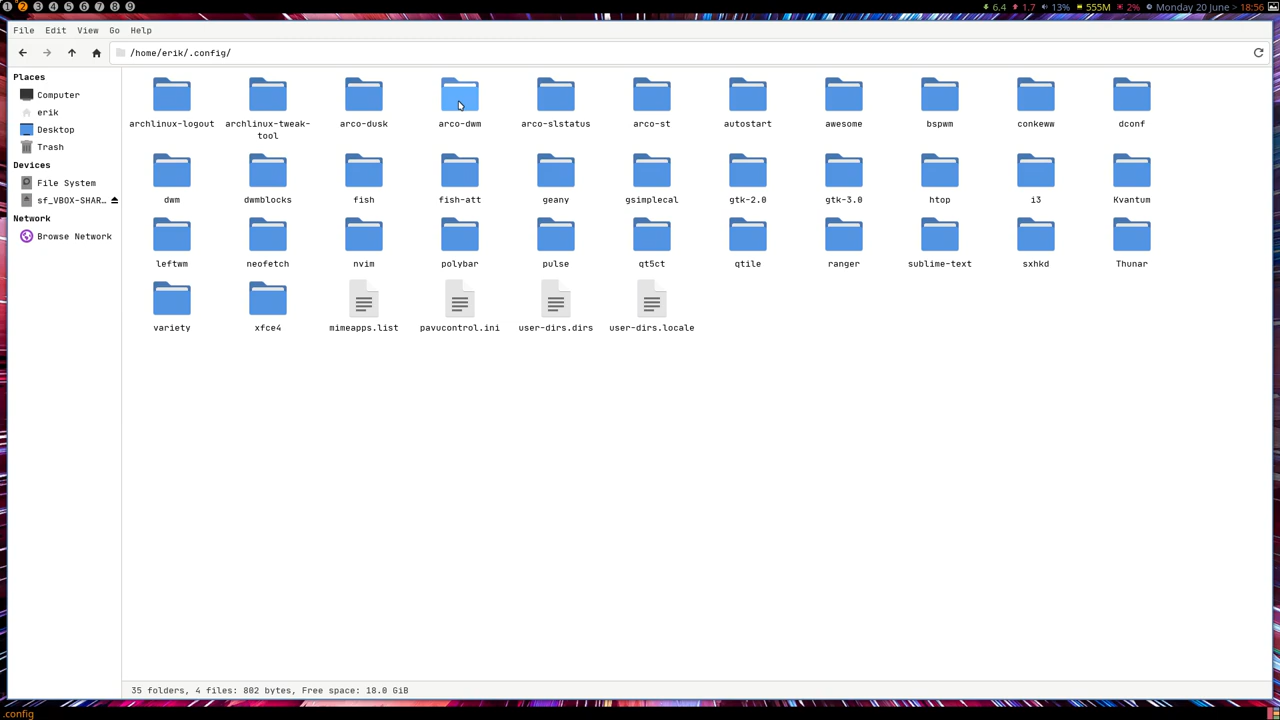 1 2 3 4 5 6 7 8 9
6.4 1.7 13% 555M 2% Monday 20 June > 18:56
File Edit View Go Help
/home/erik/.config/
Places
Computer
erik
Desktop
Trash
Devices
File System
sf_VBOX-SHAR…
Network
Browse Network
archlinux-logout archlinux-tweak- arco-dusk arco-dwm arco-slstatus arco-st autostart awesome bspwm conkeww dconf
tool
dwm dwmblocks fish fish-att geany gsimplecal gtk-2.0 gtk-3.0 htop i3 Kvantum
leftwm neofetch nvim polybar pulse qt5ct qtile ranger sublime-text sxhkd Thunar
variety xfce4 mimeapps.list pavucontrol.ini user-dirs.dirs user-dirs.locale
35 folders, 4 files: 802 bytes, Free space: 18.0 GiB
.config